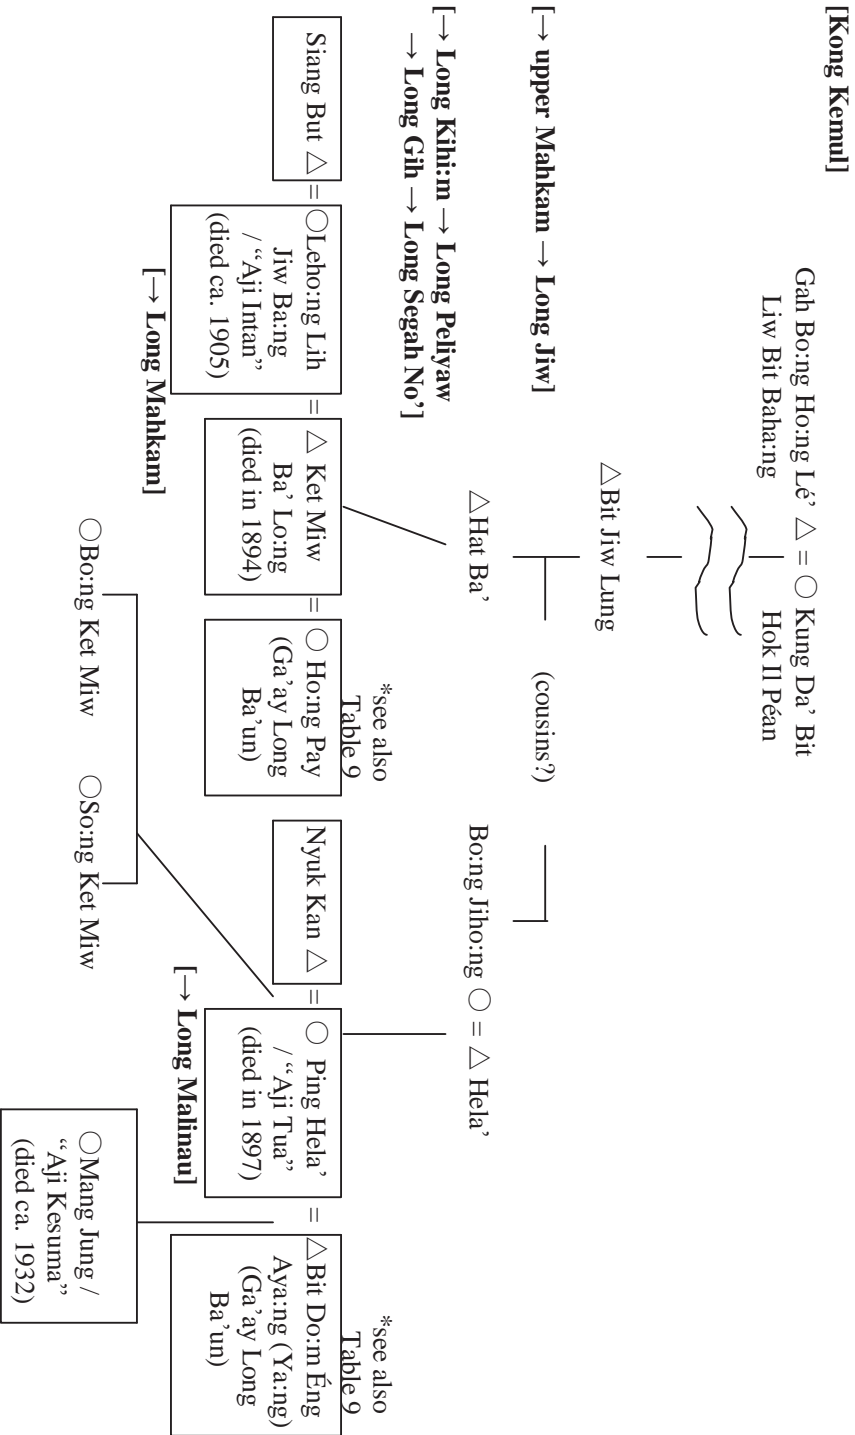 [Kong Kemul]
Gah Bo:ng Ho:ng Lé’ △ = ○ Kung Da’ Bit
Liw Bit Baha:ng
Hok Il Péan
△Bit Jiw Lung
[→ upper Mahkam → Long Jiw]
(cousins?)
△Hat Ba’
Bo:ng Jiho:ng ○ = △ Hela’
[→ Long Kihi:m → Long Peliyaw
→ Long Gih → Long Segah No’]
Siang But △ =
○Leho:ng Lih
Jiw Ba:ng
/ “Aji Intan”
(died ca. 1905)
= △ Ket Miw
Ba’ Lo:ng
(died in 1894)
*see also
Table 9
= ○ Ho:ng Pay
(Ga’ay Long
Ba’un)
Nyuk Kan △ =
○ Ping Hela’
/ “Aji Tua”
(died in 1897)
*see also
Table 9
= △Bit Do:m Éng
Aya:ng (Ya:ng)
(Ga’ay Long
Ba’un)
[→ Long Mahkam]
[→ Long Malinau]
○Bo:ng Ket Miw
○So:ng Ket Miw
○Mang Jung /
“Aji Kesuma”
(died ca. 1932)